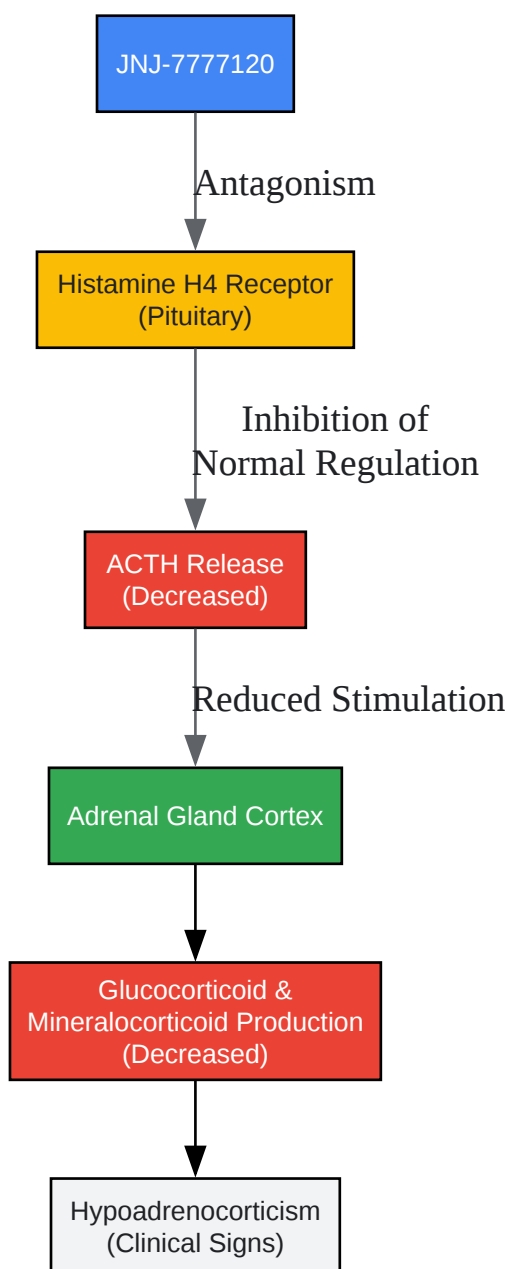 JNJ-7777120
Antagonism
Histamine H4 Receptor
(Pituitary)
Inhibition of
Normal Regulation
ACTH Release
(Decreased)
Reduced Stimulation
Adrenal Gland Cortex
Glucocorticoid &
Mineralocorticoid Production
(Decreased)
Hypoadrenocorticism
(Clinical Signs)